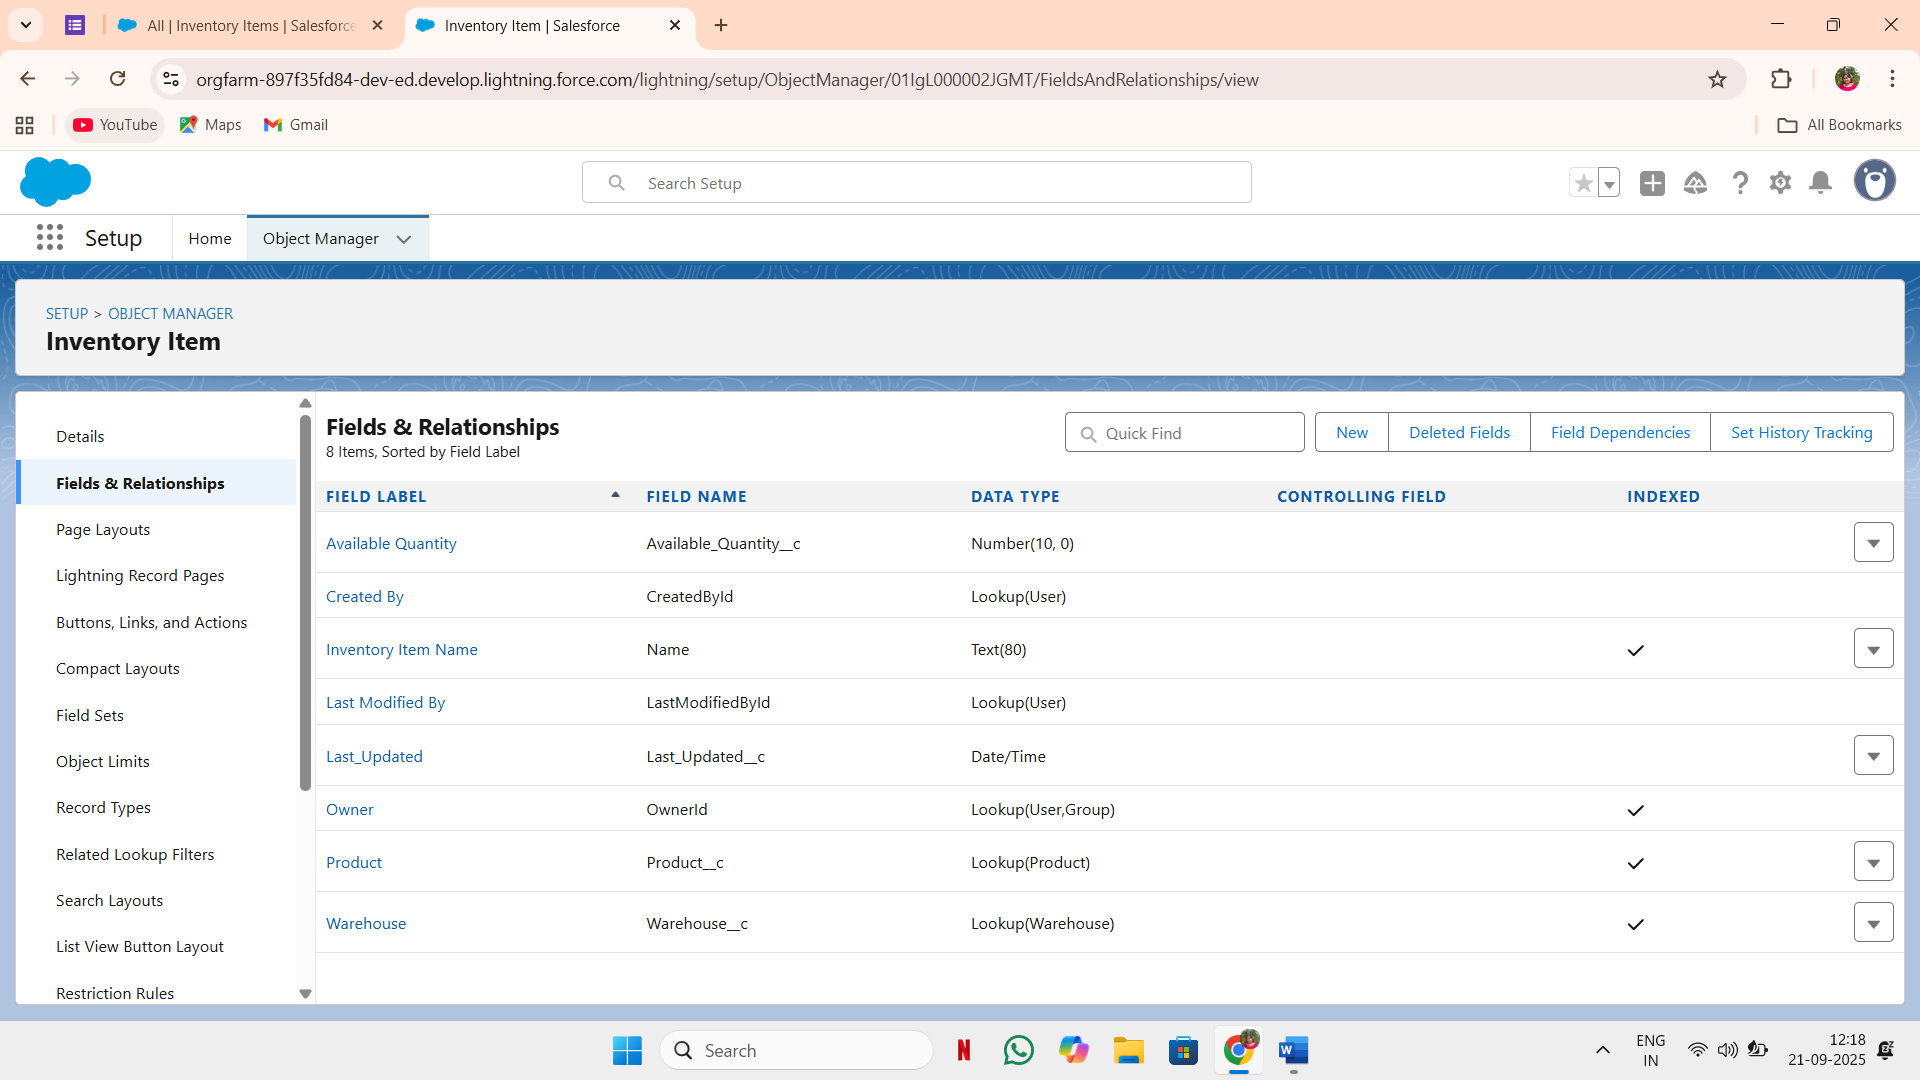 All | Inventory Items | Salesforce
Inventory Item | Salesforce
orgfarm-897f35fd84-dev-ed.develop.lightning.force.com/lightning/setup/ObjectManager/01IgL000002JGMT/FieldsAndRelationships/view
YouTube
Maps
Gmail
All Bookmarks
Search Setup
Setup
Home
Object Manager
SETUP > OBJECT MANAGER
Inventory Item
Details
Fields & Relationships
Page Layouts
Lightning Record Pages
Buttons, Links, and Actions
Compact Layouts
Field Sets
Object Limits
Record Types
Related Lookup Filters
Search Layouts
List View Button Layout
Restriction Rules
Fields & Relationships
8 Items, Sorted by Field Label
Quick Find
New
Deleted Fields
Field Dependencies
Set History Tracking
FIELD LABEL FIELD NAME DATA TYPE CONTROLLING FIELD INDEXED
Available Quantity Available_Quantity__c Number(10, 0)
Created By CreatedById Lookup(User)
Inventory Item Name Name Text(80)
Last Modified By LastModifiedById Lookup(User)
Last_Updated Last_Updated__c Date/Time
Owner OwnerId Lookup(User,Group)
Product Product__c Lookup(Product)
Warehouse Warehouse__c Lookup(Warehouse)
Search
ENG
IN
12:18
21-09-2025